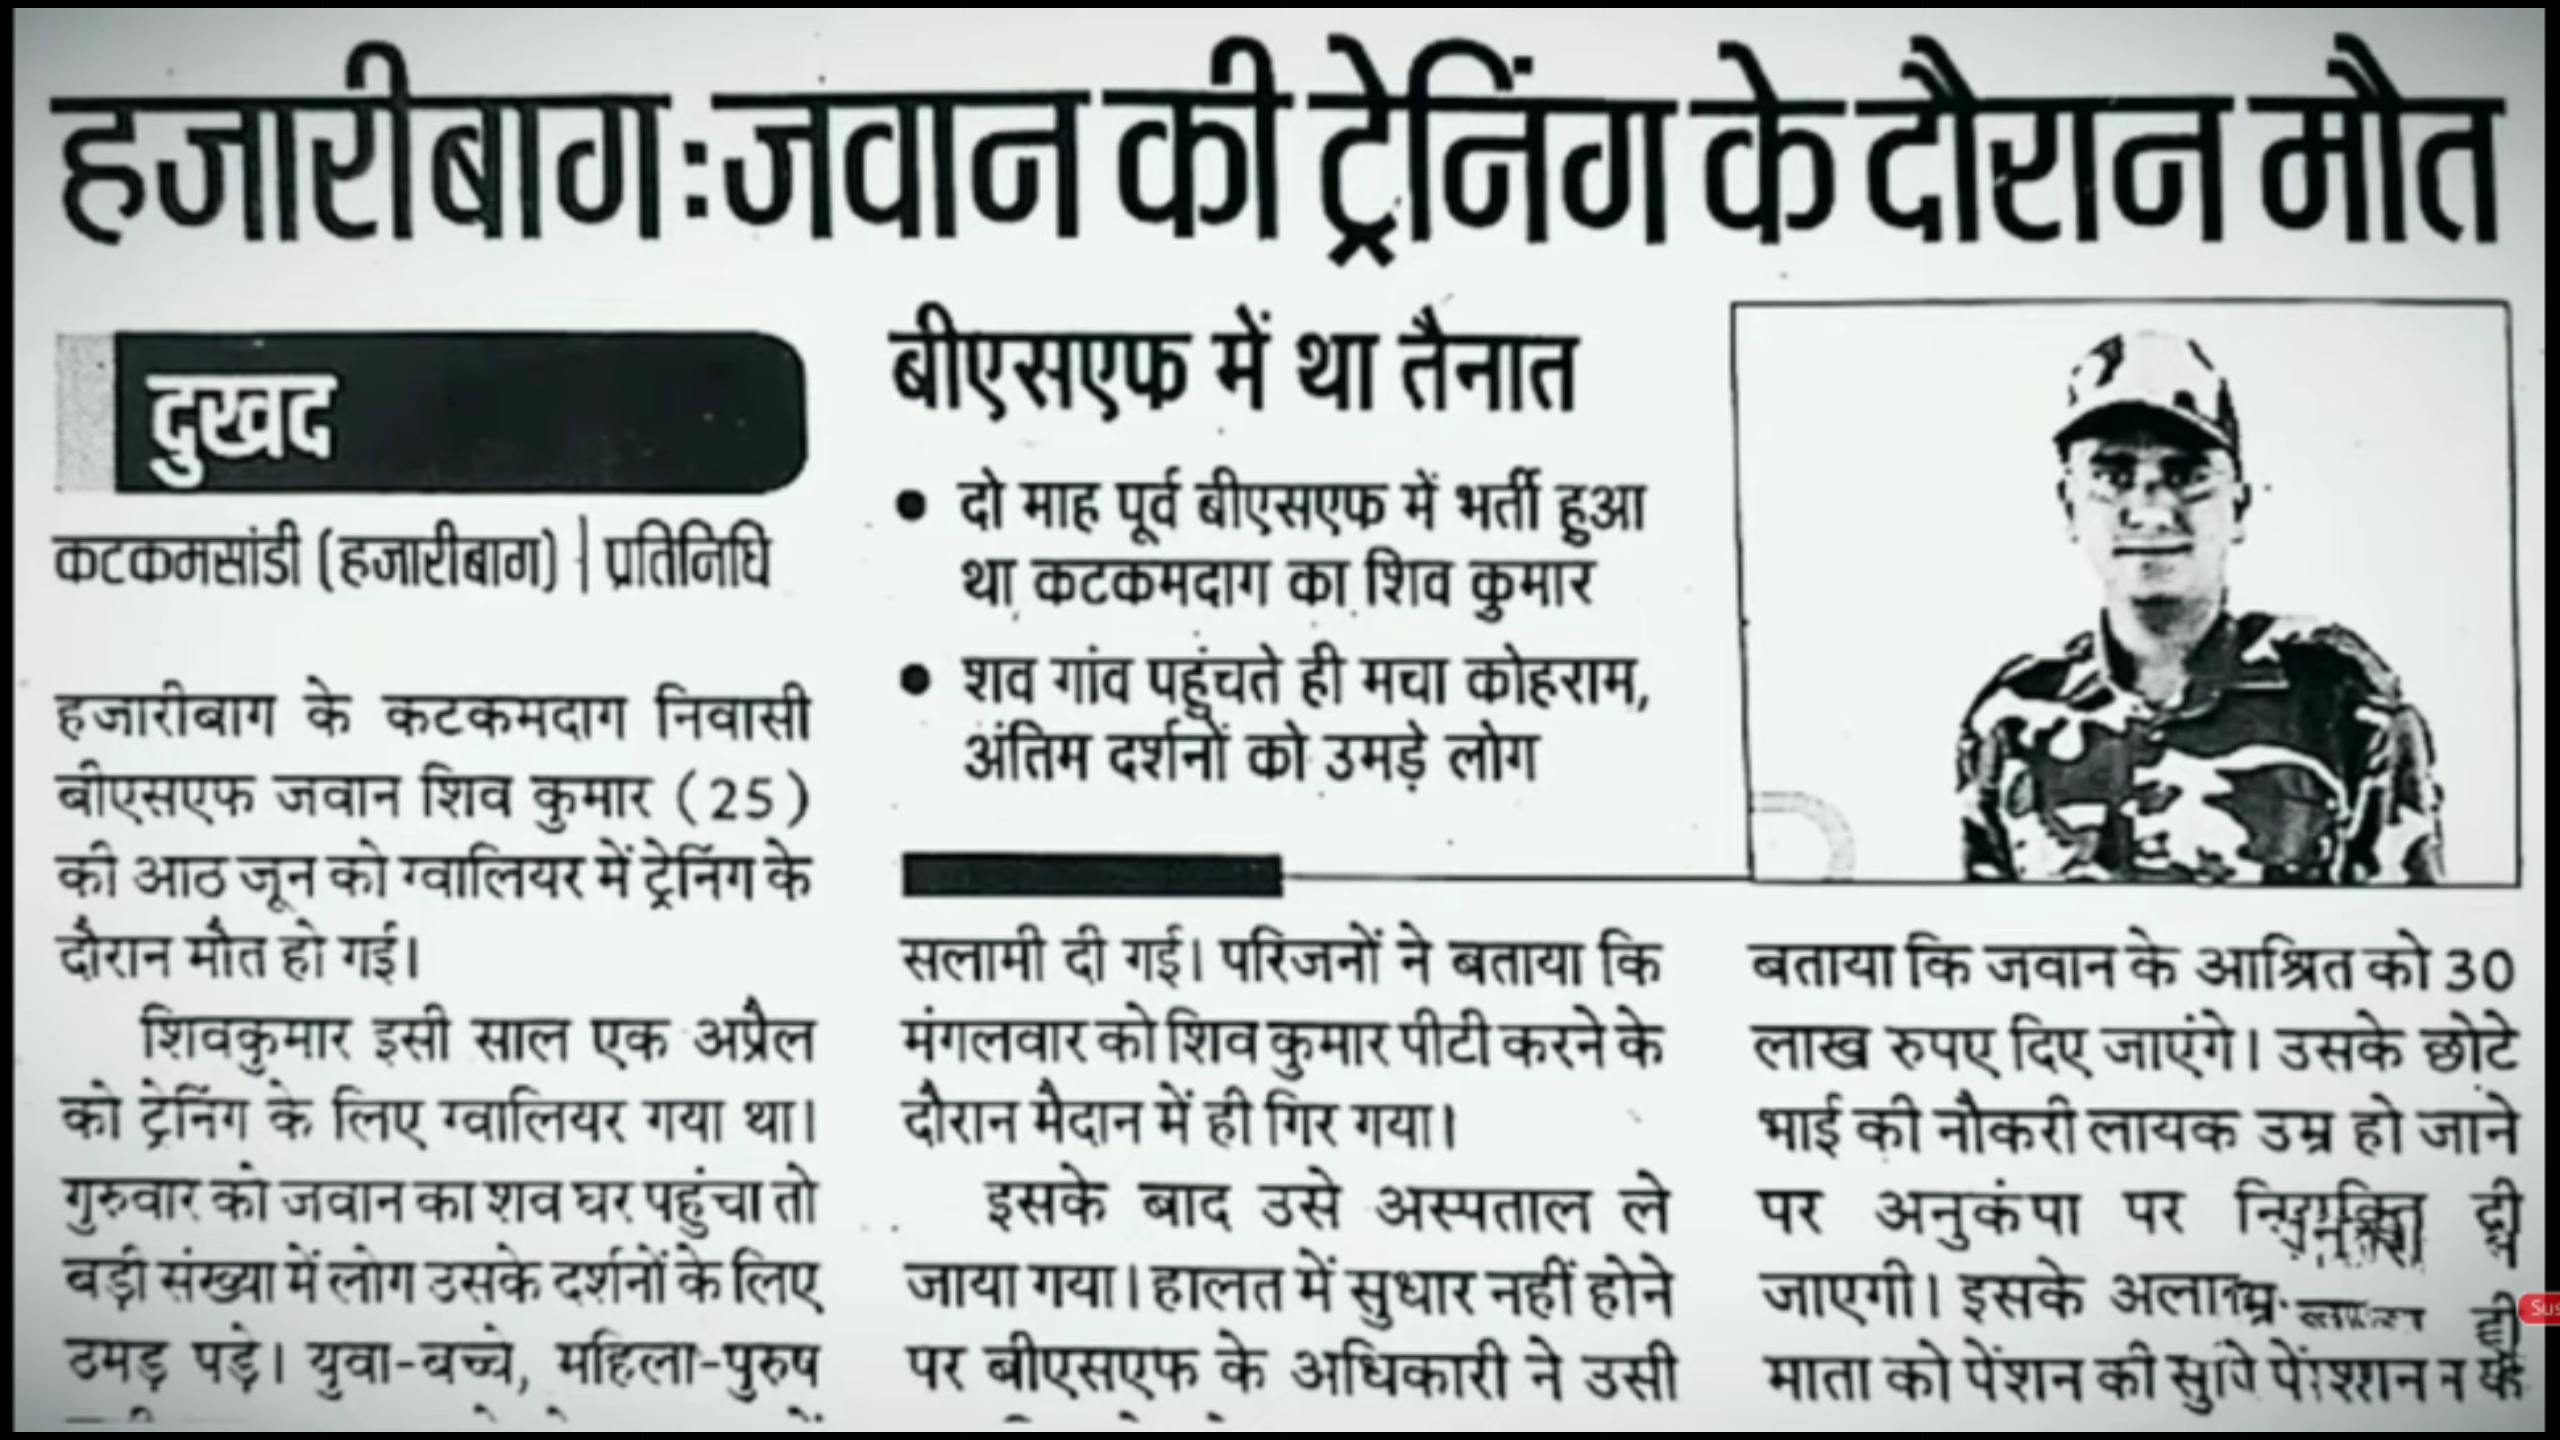 हजारीबाग:जवान की ट्रेनिंग के दौरान मौत
दुखद
कटकमसांडी (हजारीबाग) | प्रतिनिधि
हजारीबाग के कटकमदाग निवासी
बीएसएफ जवान शिव कुमार (25)
की आठ जून को ग्वालियर में ट्रेनिंग के
दौरान मौत हो गई।
शिवकुमार इसी साल एक अप्रैल
को ट्रेनिंग के लिए ग्वालियर गया था।
गुरुवार को जवान का शव घर पहुंचा तो
बड़ी संख्या में लोग उसके दर्शनों के लिए
उमड़ पड़े। युवा-बच्चे, महिला-पुरुष
बीएसएफ में था तैनात
● दो माह पूर्व बीएसएफ में भर्ती हुआ
था कटकमदाग का शिव कुमार
● शव गांव पहुंचते ही मचा कोहराम,
अंतिम दर्शनों को उमड़े लोग
सलामी दी गई। परिजनों ने बताया कि
मंगलवार को शिव कुमार पीटी करने के
दौरान मैदान में ही गिर गया।
इसके बाद उसे अस्पताल ले
जाया गया। हालत में सुधार नहीं होने
पर बीएसएफ के अधिकारी ने उसी
बताया कि जवान के आश्रित को 30
लाख रुपए दिए जाएंगे। उसके छोटे
भाई की नौकरी लायक उम्र हो जाने
पर अनुकंपा पर
जाएगी। इसके
माता को पेंशन की
Sus